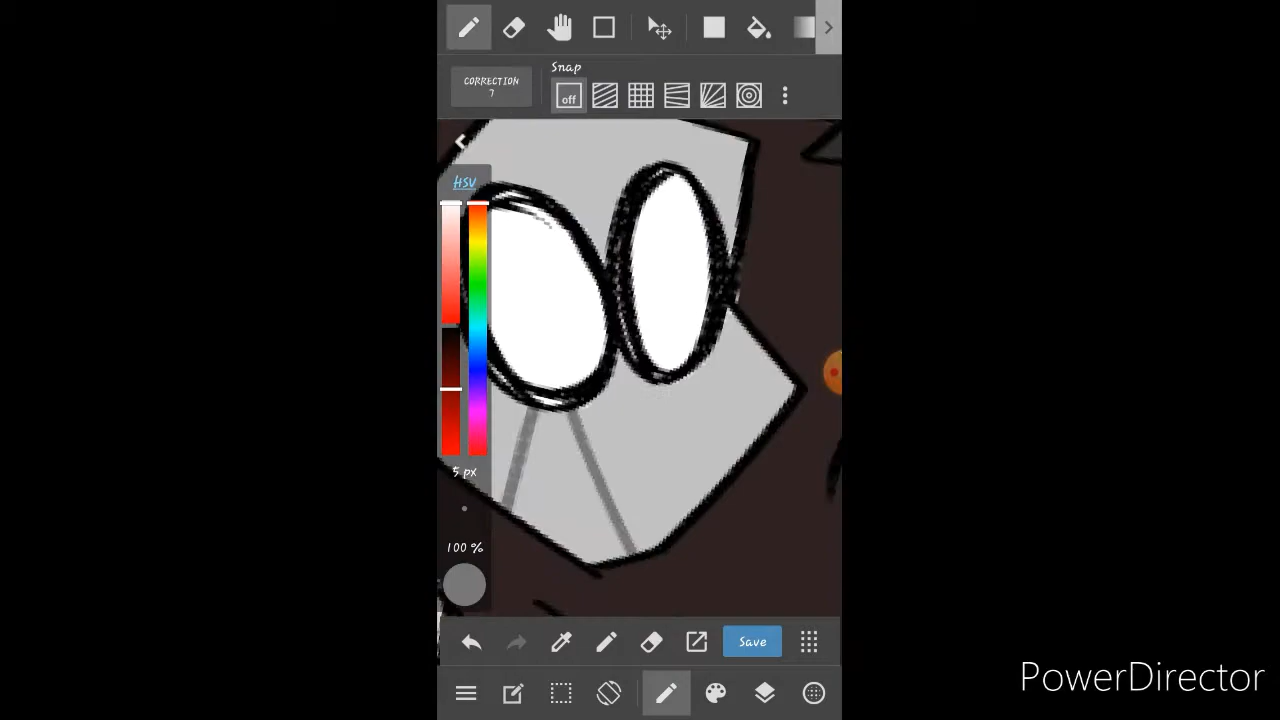 Snap
CORRECTION
7
off
HSV
5 px
100 %
Save
PowerDirector